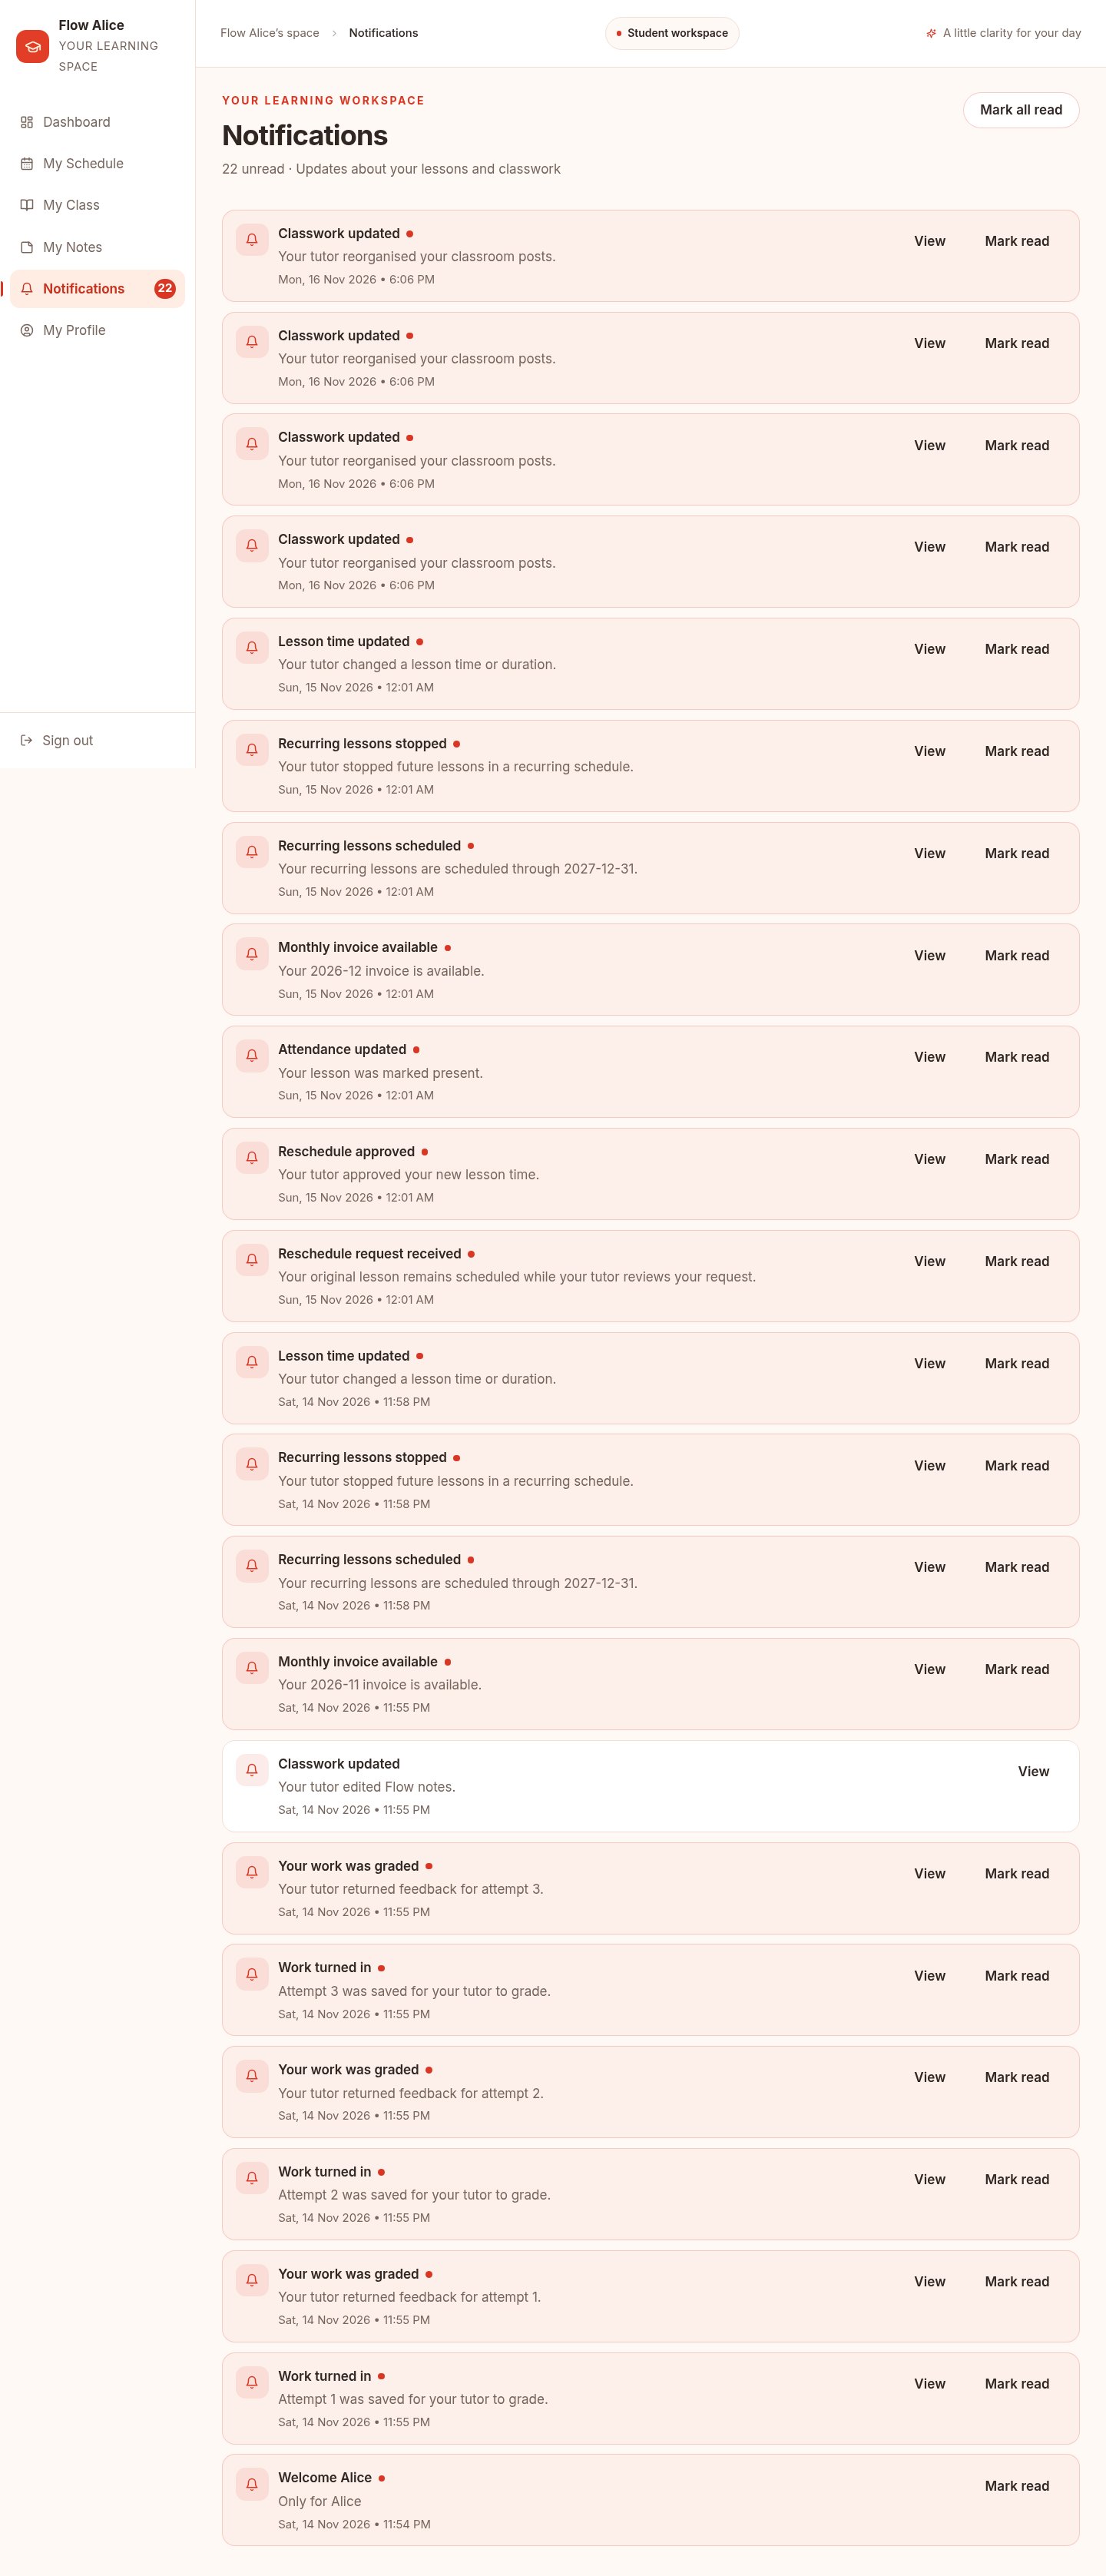 Flow Alice
YOUR LEARNING
SPACE
Dashboard
My Schedule
My Class
My Notes
Notifications 22
My Profile
Sign out
Flow Alice's space › Notifications
Student workspace
A little clarity for your day
YOUR LEARNING WORKSPACE
Notifications
22 unread · Updates about your lessons and classwork
Mark all read
Classwork updated
Your tutor reorganised your classroom posts.
Mon, 16 Nov 2026 • 6:06 PM
View Mark read
Classwork updated
Your tutor reorganised your classroom posts.
Mon, 16 Nov 2026 • 6:06 PM
View Mark read
Classwork updated
Your tutor reorganised your classroom posts.
Mon, 16 Nov 2026 • 6:06 PM
View Mark read
Classwork updated
Your tutor reorganised your classroom posts.
Mon, 16 Nov 2026 • 6:06 PM
View Mark read
Lesson time updated
Your tutor changed a lesson time or duration.
Sun, 15 Nov 2026 • 12:01 AM
View Mark read
Recurring lessons stopped
Your tutor stopped future lessons in a recurring schedule.
Sun, 15 Nov 2026 • 12:01 AM
View Mark read
Recurring lessons scheduled
Your recurring lessons are scheduled through 2027-12-31.
Sun, 15 Nov 2026 • 12:01 AM
View Mark read
Monthly invoice available
Your 2026-12 invoice is available.
Sun, 15 Nov 2026 • 12:01 AM
View Mark read
Attendance updated
Your lesson was marked present.
Sun, 15 Nov 2026 • 12:01 AM
View Mark read
Reschedule approved
Your tutor approved your new lesson time.
Sun, 15 Nov 2026 • 12:01 AM
View Mark read
Reschedule request received
Your original lesson remains scheduled while your tutor reviews your request.
Sun, 15 Nov 2026 • 12:01 AM
View Mark read
Lesson time updated
Your tutor changed a lesson time or duration.
Sat, 14 Nov 2026 • 11:58 PM
View Mark read
Recurring lessons stopped
Your tutor stopped future lessons in a recurring schedule.
Sat, 14 Nov 2026 • 11:58 PM
View Mark read
Recurring lessons scheduled
Your recurring lessons are scheduled through 2027-12-31.
Sat, 14 Nov 2026 • 11:58 PM
View Mark read
Monthly invoice available
Your 2026-11 invoice is available.
Sat, 14 Nov 2026 • 11:55 PM
View Mark read
Classwork updated
Your tutor edited Flow notes.
Sat, 14 Nov 2026 • 11:55 PM
View
Your work was graded
Your tutor returned feedback for attempt 3.
Sat, 14 Nov 2026 • 11:55 PM
View Mark read
Work turned in
Attempt 3 was saved for your tutor to grade.
Sat, 14 Nov 2026 • 11:55 PM
View Mark read
Your work was graded
Your tutor returned feedback for attempt 2.
Sat, 14 Nov 2026 • 11:55 PM
View Mark read
Work turned in
Attempt 2 was saved for your tutor to grade.
Sat, 14 Nov 2026 • 11:55 PM
View Mark read
Your work was graded
Your tutor returned feedback for attempt 1.
Sat, 14 Nov 2026 • 11:55 PM
View Mark read
Work turned in
Attempt 1 was saved for your tutor to grade.
Sat, 14 Nov 2026 • 11:55 PM
View Mark read
Welcome Alice
Only for Alice
Sat, 14 Nov 2026 • 11:54 PM
Mark read